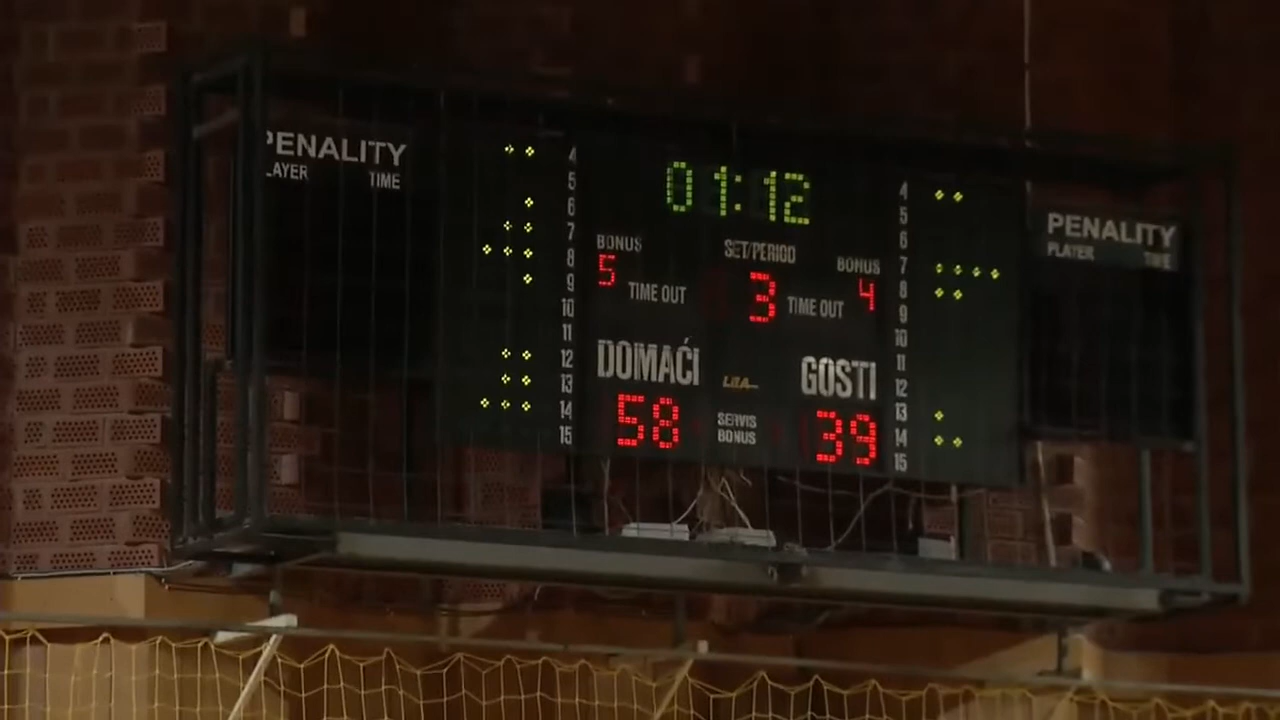 PENALITY
TIME
4
5
6
7
8
9
10
11
12
13
14
15
01:12
BONUS
5
TIME OUT
SET/PERIOD
3
BONUS
4
TIME OUT
DOMAĆI
58
SERVIS
BONUS
GOSTI
39
4
5
6
7
8
9
10
11
12
13
14
15
PENALITY
PLAYER TIME